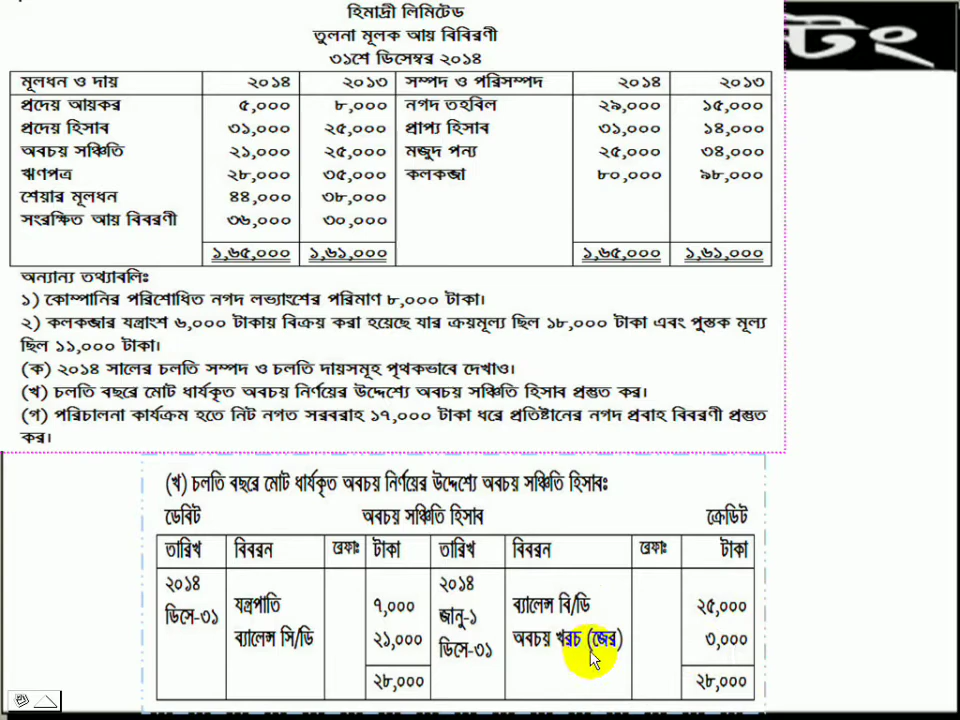 হিমাদ্রী লিমিটেড
তুলনা মূলক আয় বিবিরণী
৩১শে ডিসেম্বর ২০১৪
মূলধন ও দায় ২০১৪ ২০১৩ সম্পদ ও পরিসম্পদ ২০১৪ ২০১৩
প্রদেয় আয়কর ৫,০০০ ৮,০০০ নগদ তহবিল ২৯,০০০ ১৫,০০০
প্রদেয় হিসাব ৩১,০০০ ২৫,০০০ প্রাপ্য হিসাব ৩১,০০০ ১৪,০০০
অবচয় সঞ্চিতি ২১,০০০ ২৫,০০০ মজুদ পন্য ২৫,০০০ ৩৪,০০০
ঋণপত্র ২৮,০০০ ৩৫,০০০ কলকজা ৮০,০০০ ৯৮,০০০
শেয়ার মূলধন ৪৪,০০০ ৩৮,০০০
সংরক্ষিত আয় বিবরণী ৩৬,০০০ ৩০,০০০
১,৬৫,০০০ ১,৬১,০০০ ১,৬৫,০০০ ১,৬১,০০০
অন্যান্য তথ্যাবলিঃ
১) কোম্পানির পরিশোধিত নগদ লভ্যাংশের পরিমাণ ৮,০০০ টাকা।
২) কলকজার যন্ত্রাংশ ৬,০০০ টাকায় বিক্রয় করা হয়েছে যার ক্রয়মূল্য ছিল ১৮,০০০ টাকা এবং পুস্তক মূল্য
ছিল ১১,০০০ টাকা।
(ক) ২০১৪ সালের চলতি সম্পদ ও চলতি দায়সমূহ পৃথকভাবে দেখাও।
(খ) চলতি বছরে মোট ধার্যকৃত অবচয় নির্ণয়ের উদ্দেশ্যে অবচয় সঞ্চিতি হিসাব প্রস্তুত কর।
(গ) পরিচালনা কার্যক্রম হতে নিট নগত সরবরাহ ১৭,০০০ টাকা ধরে প্রতিষ্টানের নগদ প্রবাহ বিবরণী প্রস্তুত
কর।
(খ) চলতি বছরে মোট ধার্যকৃত অবচয় নির্ণয়ের উদ্দেশ্যে অবচয় সঞ্চিতি হিসাবঃ
ডেবিট অবচয় সঞ্চিতি হিসাব ক্রেডিট
তারিখ বিবরন রেফাঃ টাকা তারিখ বিবরন রেফাঃ টাকা
২০১৪ ২০১৪
ডিসে-৩১ যন্ত্রপাতি ৭,০০০ জানু-১ ব্যালেন্স বি/ডি ২৫,০০০
ব্যালেন্স সি/ডি ২১,০০০ ডিসে-৩১ অবচয় খরচ (জের) ৩,০০০
২৮,০০০ ২৮,০০০